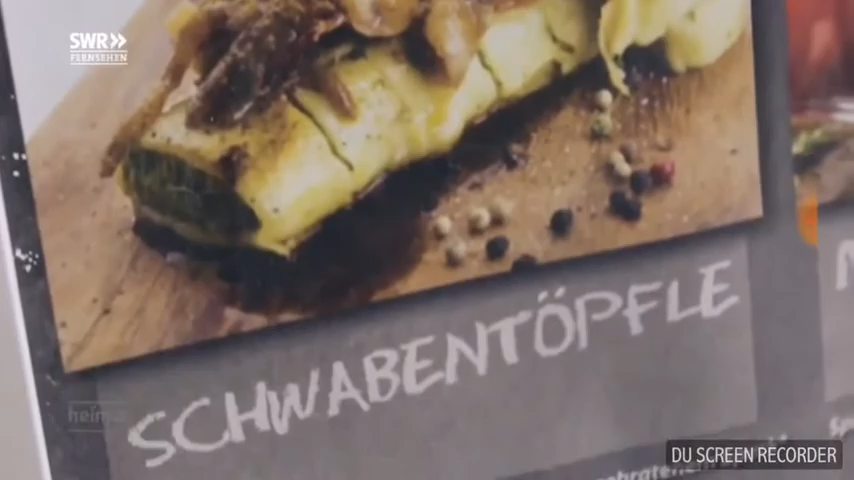 SWR»
FERNSEHEN
SCHWABENTÖPFLE
DU SCREEN RECORDER